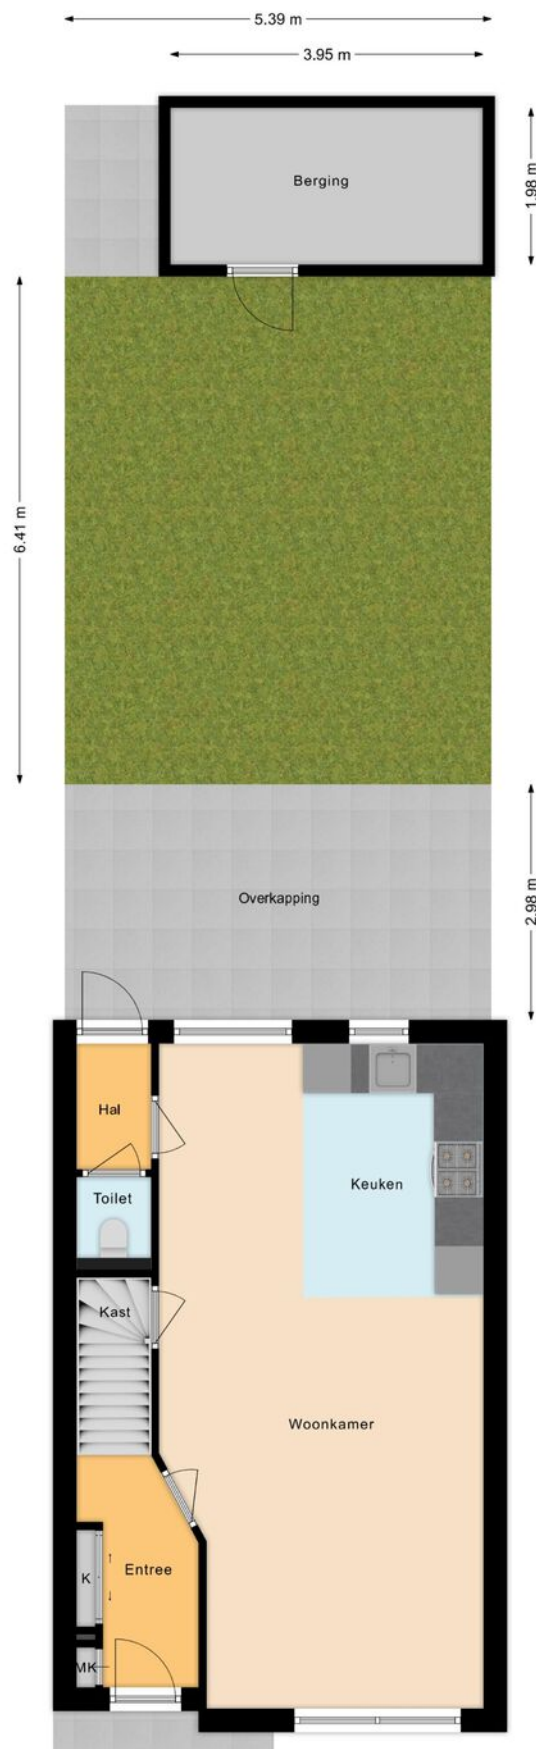 5.39 m
3.95 m
Berging
1.98 m
6.41 m
Overkapping
2.98 m
Hal
Toilet
Keuken
Kast
Woonkamer
K
Entree
MK